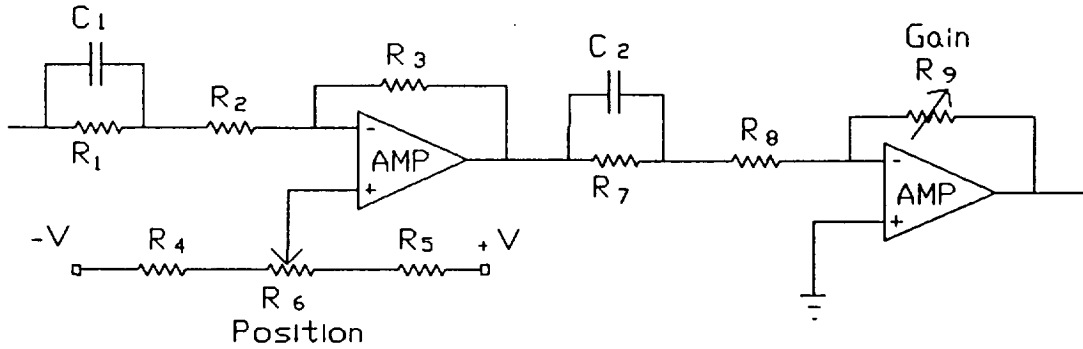 C1
R1
R2
R3
-
AMP
+
-V
R4
R6
R5
+V
Position
C2
R7
R8
Gain
R9
-
AMP
+